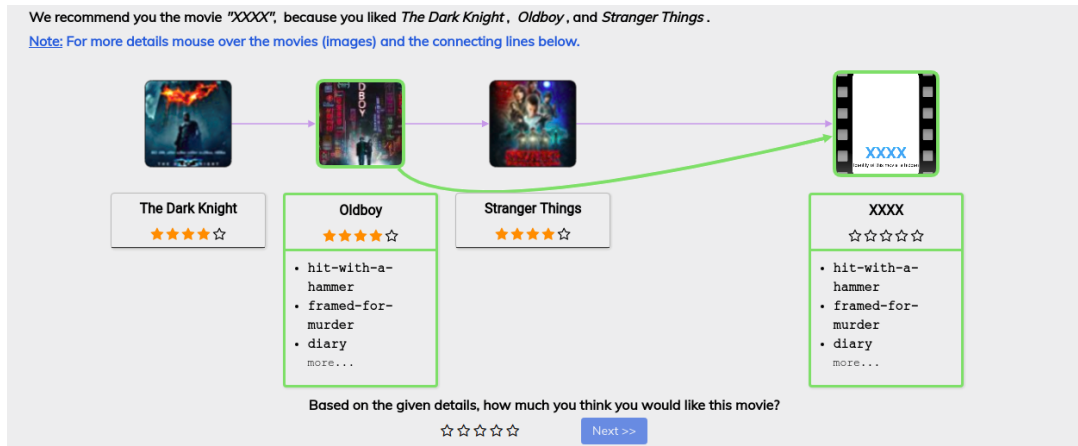 We recommend you the movie "XXXX", because you liked The Dark Knight, Oldboy, and Stranger Things.
Note: For more details mouse over the movies (images) and the connecting lines below.
XXXX
The Dark Knight
Oldboy
Stranger Things
XXXX
• hit-with-a-
hammer
• framed-for-
murder
• diary
more...
• hit-with-a-
hammer
• framed-for-
murder
• diary
more...
Based on the given details, how much you think you would like this movie?
Next >>